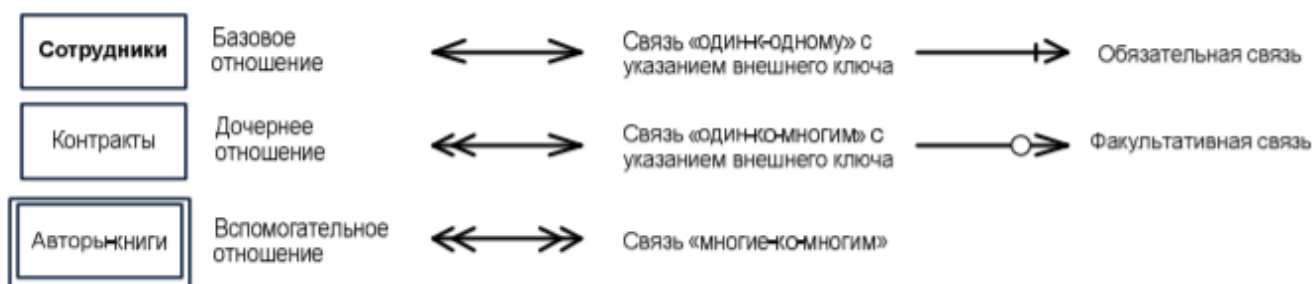 Сотрудники
Базовое
отношение
Связь «один-к-одному» с
указанием внешнего ключа
Обязательная связь
Контракты
Дочернее
отношение
Связь «один-ко-многим» с
указанием внешнего ключа
Факультативная связь
Авторы-книги
Вспомогательное
отношение
Связь «многие-ко-многим»